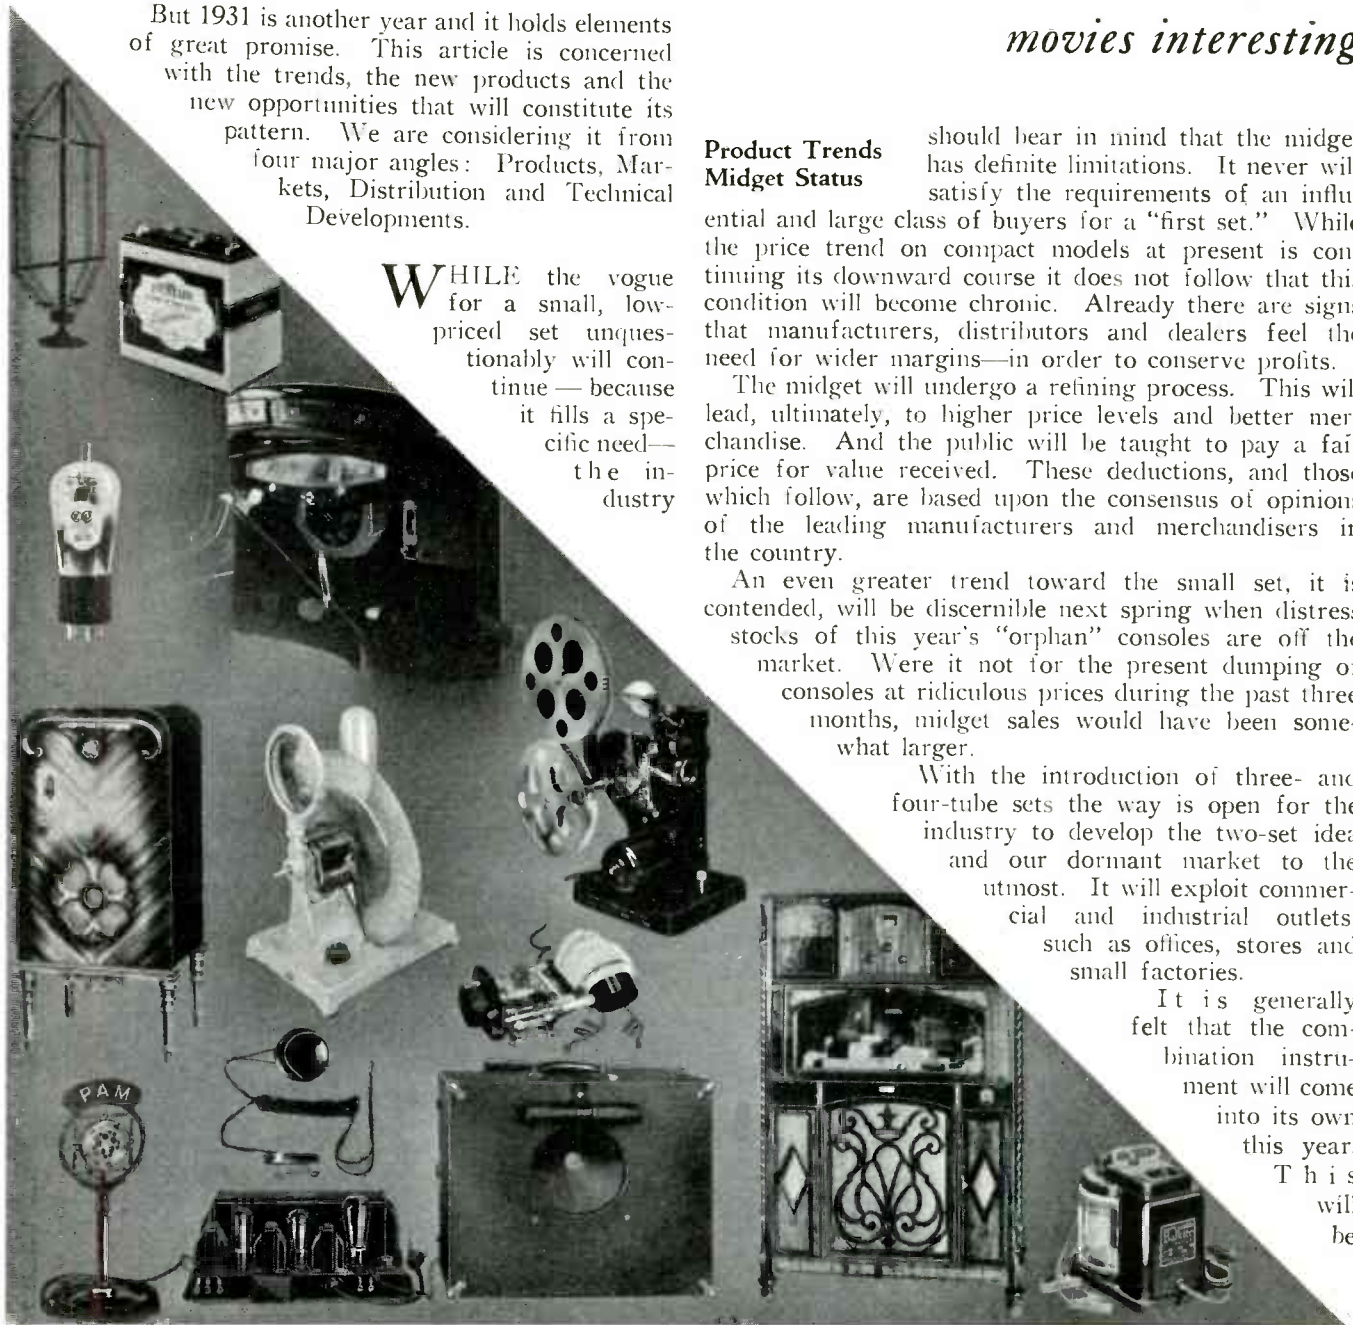 But 1931 is another year and it holds elements
of great promise. This article is concerned
with the trends, the new products and the
new opportunities that will constitute its
pattern. We are considering it from
four major angles: Products, Mar-
kets, Distribution and Technical
Developments.
WHILE the vogue
for a small, low-
priced set unques-
tionably will con-
tinue — because
it fills a spe-
cific need—
the in-
dustry
movies interesting
Product Trends
Midget Status
should bear in mind that the midge
has definite limitations. It never wil
satisfy the requirements of an influ
ential and large class of buyers for a “first set.” While
the price trend on compact models at present is con
tinuing its downward course it does not follow that thi
condition will become chronic. Already there are sign
that manufacturers, distributors and dealers feel the
need for wider margins—in order to conserve profits.
The midget will undergo a refining process. This wil
lead, ultimately, to higher price levels and better mer
chandise. And the public will be taught to pay a fai
price for value received. These deductions, and those
which follow, are based upon the consensus of opinion
of the leading manufacturers and merchandisers in
the country.
An even greater trend toward the small set, it is
contended, will be discernible next spring when distress
stocks of this year's “orphan” consoles are off the
market. Were it not for the present dumping of
consoles at ridiculous prices during the past three
months, midget sales would have been some-
what larger.
With the introduction of three- and
four-tube sets the way is open for the
industry to develop the two-set idea
and our dormant market to the
utmost. It will exploit commer-
cial and industrial outlets
such as offices, stores and
small factories.
It is generally
felt that the com-
bination instru-
ment will come
into its own
this year.
This
will
be
PAM